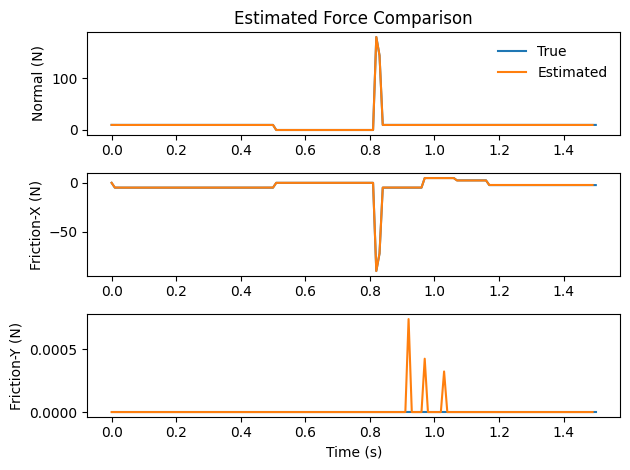 Estimated Force Comparison
Normal (N)
100
0
True
Estimated
0.0 0.2 0.4 0.6 0.8 1.0 1.2 1.4
Friction-X (N)
0
−50
0.0 0.2 0.4 0.6 0.8 1.0 1.2 1.4
Friction-Y (N)
0.0005
0.0000
0.0 0.2 0.4 0.6 0.8 1.0 1.2 1.4
Time (s)